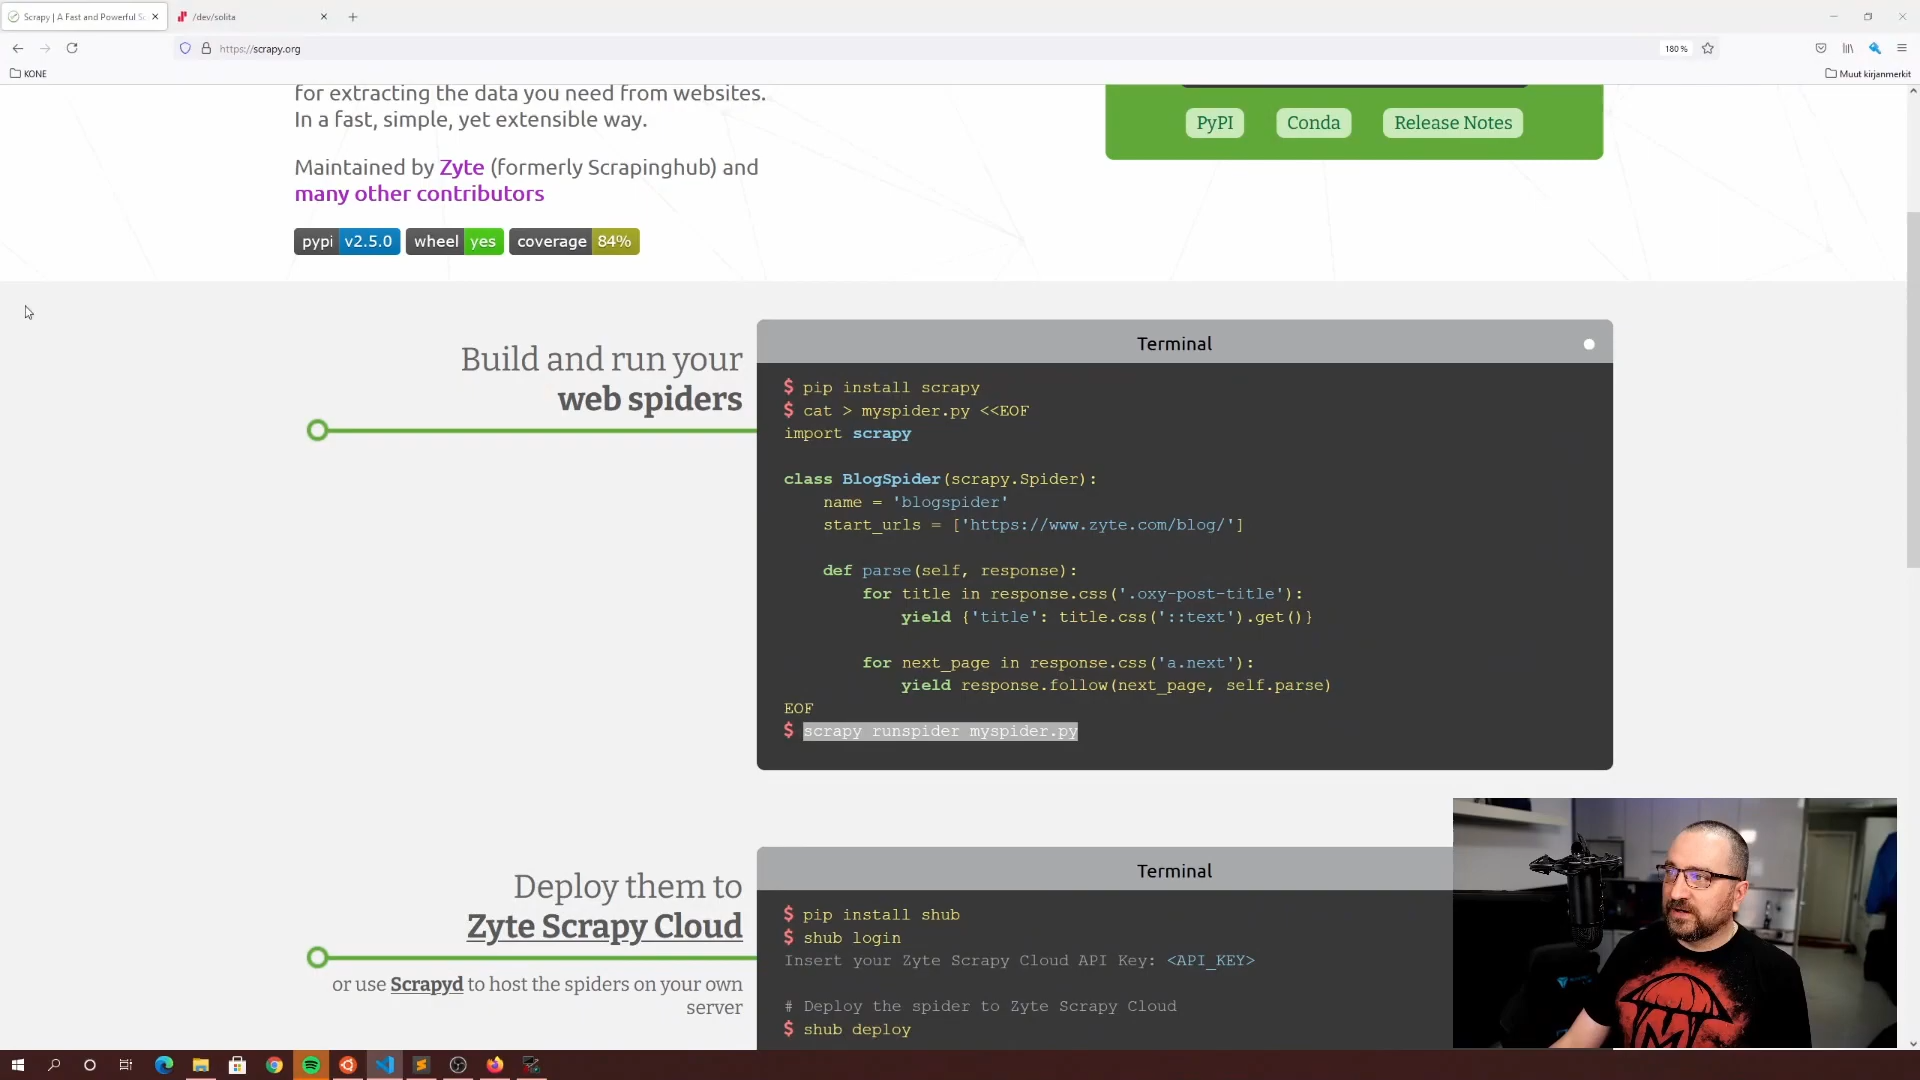 Scrapy | A Fast and Powerful Sc
/dev/solita
https://scrapy.org
180 %
KONE
Muut kirjanmerkit
for extracting the data you need from websites.
In a fast, simple, yet extensible way.
Maintained by Zyte (formerly Scrapinghub) and
many other contributors
pypi v2.5.0 wheel yes coverage 84%
PyPI Conda Release Notes
Build and run your
web spiders
Terminal
$ pip install scrapy
$ cat > myspider.py <<EOF
import scrapy
class BlogSpider(scrapy.Spider):
    name = 'blogspider'
    start_urls = ['https://www.zyte.com/blog/']
    def parse(self, response):
        for title in response.css('.oxy-post-title'):
            yield {'title': title.css('::text').get()}
        for next_page in response.css('a.next'):
            yield response.follow(next_page, self.parse)
EOF
$ scrapy runspider myspider.py
Deploy them to
Zyte Scrapy Cloud
or use Scrapyd to host the spiders on your own
server
Terminal
$ pip install shub
$ shub login
Insert your Zyte Scrapy Cloud API Key: <API_KEY>
# Deploy the spider to Zyte Scrapy Cloud
$ shub deploy